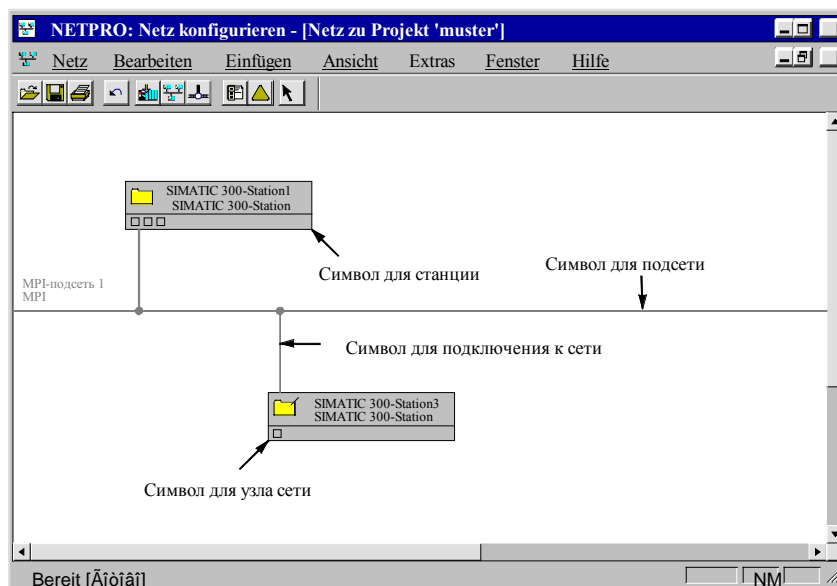 NETPRO: Netz konfigurieren - [Netz zu Projekt 'muster']
Netz Bearbeiten Einfügen Ansicht Extras Fenster Hilfe
SIMATIC 300-Station1
SIMATIC 300-Station
Символ для станции
Символ для подсети
MPI-подсеть 1
MPI
Символ для подключения к сети
SIMATIC 300-Station3
SIMATIC 300-Station
Символ для узла сети
Bereit [Ãîòîâî]
NM